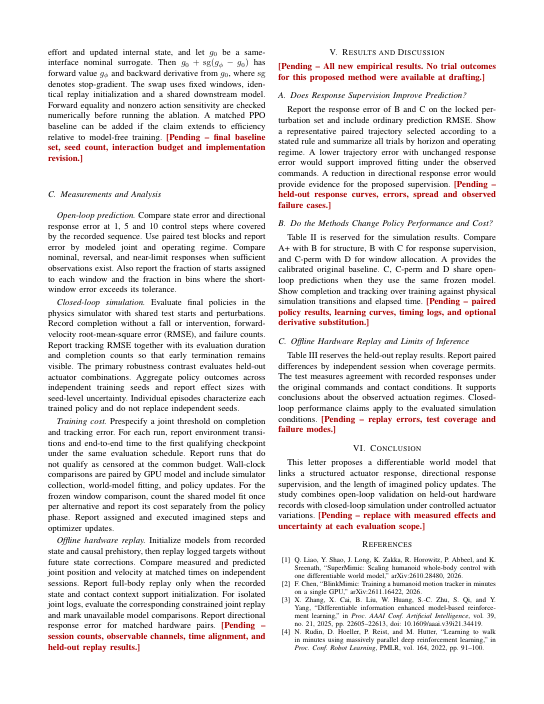 effort and updated internal state, and let g0 be a same-
interface nominal surrogate. Then g0 + sg(gϕ − g0) has
forward value gϕ and backward derivative from g0, where sg
denotes stop-gradient. The swap uses fixed windows, iden-
tical replay initialization and a shared downstream model.
Forward equality and nonzero action sensitivity are checked
numerically before running the ablation. A matched PPO
baseline can be added if the claim extends to efficiency
relative to model-free training. [Pending – final baseline
set, seed count, interaction budget and implementation
revision.]
C. Measurements and Analysis
Open-loop prediction. Compare state error and directional
response error at 1, 5 and 10 control steps where covered
by the recorded sequence. Use paired test blocks and report
error by modeled joint and operating regime. Compare
nominal, reversal, and near-limit responses when sufficient
observations exist. Also report the fraction of starts assigned
to each window and the fraction in bins where the short-
window error exceeds its tolerance.
Closed-loop simulation. Evaluate final policies in the
physics simulator with shared test starts and perturbations.
Record completion without a fall or intervention, forward-
velocity root-mean-square error (RMSE), and failure counts.
Report tracking RMSE together with its evaluation duration
and completion counts so that early termination remains
visible. The primary robustness contrast evaluates held-out
actuator combinations. Aggregate policy outcomes across
independent training seeds and report effect sizes with
seed-level uncertainty. Individual episodes characterize each
trained policy and do not replace independent seeds.
Training cost. Prespecify a joint threshold on completion
and tracking error. For each run, report environment transi-
tions and end-to-end time to the first qualifying checkpoint
under the same evaluation schedule. Report runs that do
not qualify as censored at the common budget. Wall-clock
comparisons are paired by GPU model and include simulator
collection, world-model fitting, and policy updates. For the
frozen window comparison, count the shared model fit once
per alternative and report its cost separately from the policy
phase. Report assigned and executed imagined steps and
optimizer updates.
Offline hardware replay. Initialize models from recorded
state and causal prehistory, then replay logged targets without
future state corrections. Compare measured and predicted
joint position and velocity at matched times on independent
sessions. Report full-body replay only when the recorded
state and contact context support initialization. For isolated
joint logs, evaluate the corresponding constrained joint replay
and mark unavailable model comparisons. Report directional
response error for matched hardware pairs. [Pending –
session counts, observable channels, time alignment, and
held-out replay results.]
V. RESULTS AND DISCUSSION
[Pending – All new empirical results. No trial outcomes
for this proposed method were available at drafting.]
A. Does Response Supervision Improve Prediction?
Report the response error of B and C on the locked per-
turbation set and include ordinary prediction RMSE. Show
a representative paired trajectory selected according to a
stated rule and summarize all trials by horizon and operating
regime. A lower trajectory error with unchanged response
error would support improved fitting under the observed
commands. A reduction in directional response error would
provide evidence for the proposed supervision. [Pending –
held-out response curves, errors, spread and observed
failure cases.]
B. Do the Methods Change Policy Performance and Cost?
Table II is reserved for the simulation results. Compare
A+ with B for structure, B with C for response supervision,
and C-perm with D for window allocation. A provides the
calibrated original baseline. C, C-perm and D share open-
loop predictions when they use the same frozen model.
Show completion and tracking over training against physical
simulation transitions and elapsed time. [Pending – paired
policy results, learning curves, timing logs, and optional
derivative substitution.]
C. Offline Hardware Replay and Limits of Inference
Table III reserves the held-out replay results. Report paired
differences by independent session when coverage permits.
The test measures agreement with recorded responses under
the original commands and contact conditions. It supports
conclusions about the observed actuation regimes. Closed-
loop performance claims apply to the evaluated simulation
conditions. [Pending – replay errors, test coverage and
failure modes.]
VI. CONCLUSION
This letter proposes a differentiable world model that
links a structured actuator response, directional response
supervision, and the length of imagined policy updates. The
study combines open-loop validation on held-out hardware
records with closed-loop simulation under controlled actuator
variations. [Pending – replace with measured effects and
uncertainty at each evaluation scope.]
REFERENCES
[1] Q. Liao, Y. Shao, J. Long, K. Zakka, R. Horowitz, P. Abbeel, and K.
Sreenath, “SuperMimic: Scaling humanoid whole-body control with
one differentiable world model,” arXiv:2610.28480, 2026.
[2] F. Chen, “BlinkMimic: Training a humanoid motion tracker in minutes
on a single GPU,” arXiv:2611.16422, 2026.
[3] X. Zhang, X. Cai, B. Liu, W. Huang, S.-C. Zhu, S. Qi, and Y.
Yang, “Differentiable information enhanced model-based reinforce-
ment learning,” in Proc. AAAI Conf. Artificial Intelligence, vol. 39,
no. 21, 2025, pp. 22605–22613, doi: 10.1609/aaai.v39i21.34419.
[4] N. Rudin, D. Hoeller, P. Reist, and M. Hutter, “Learning to walk
in minutes using massively parallel deep reinforcement learning,” in
Proc. Conf. Robot Learning, PMLR, vol. 164, 2022, pp. 91–100.